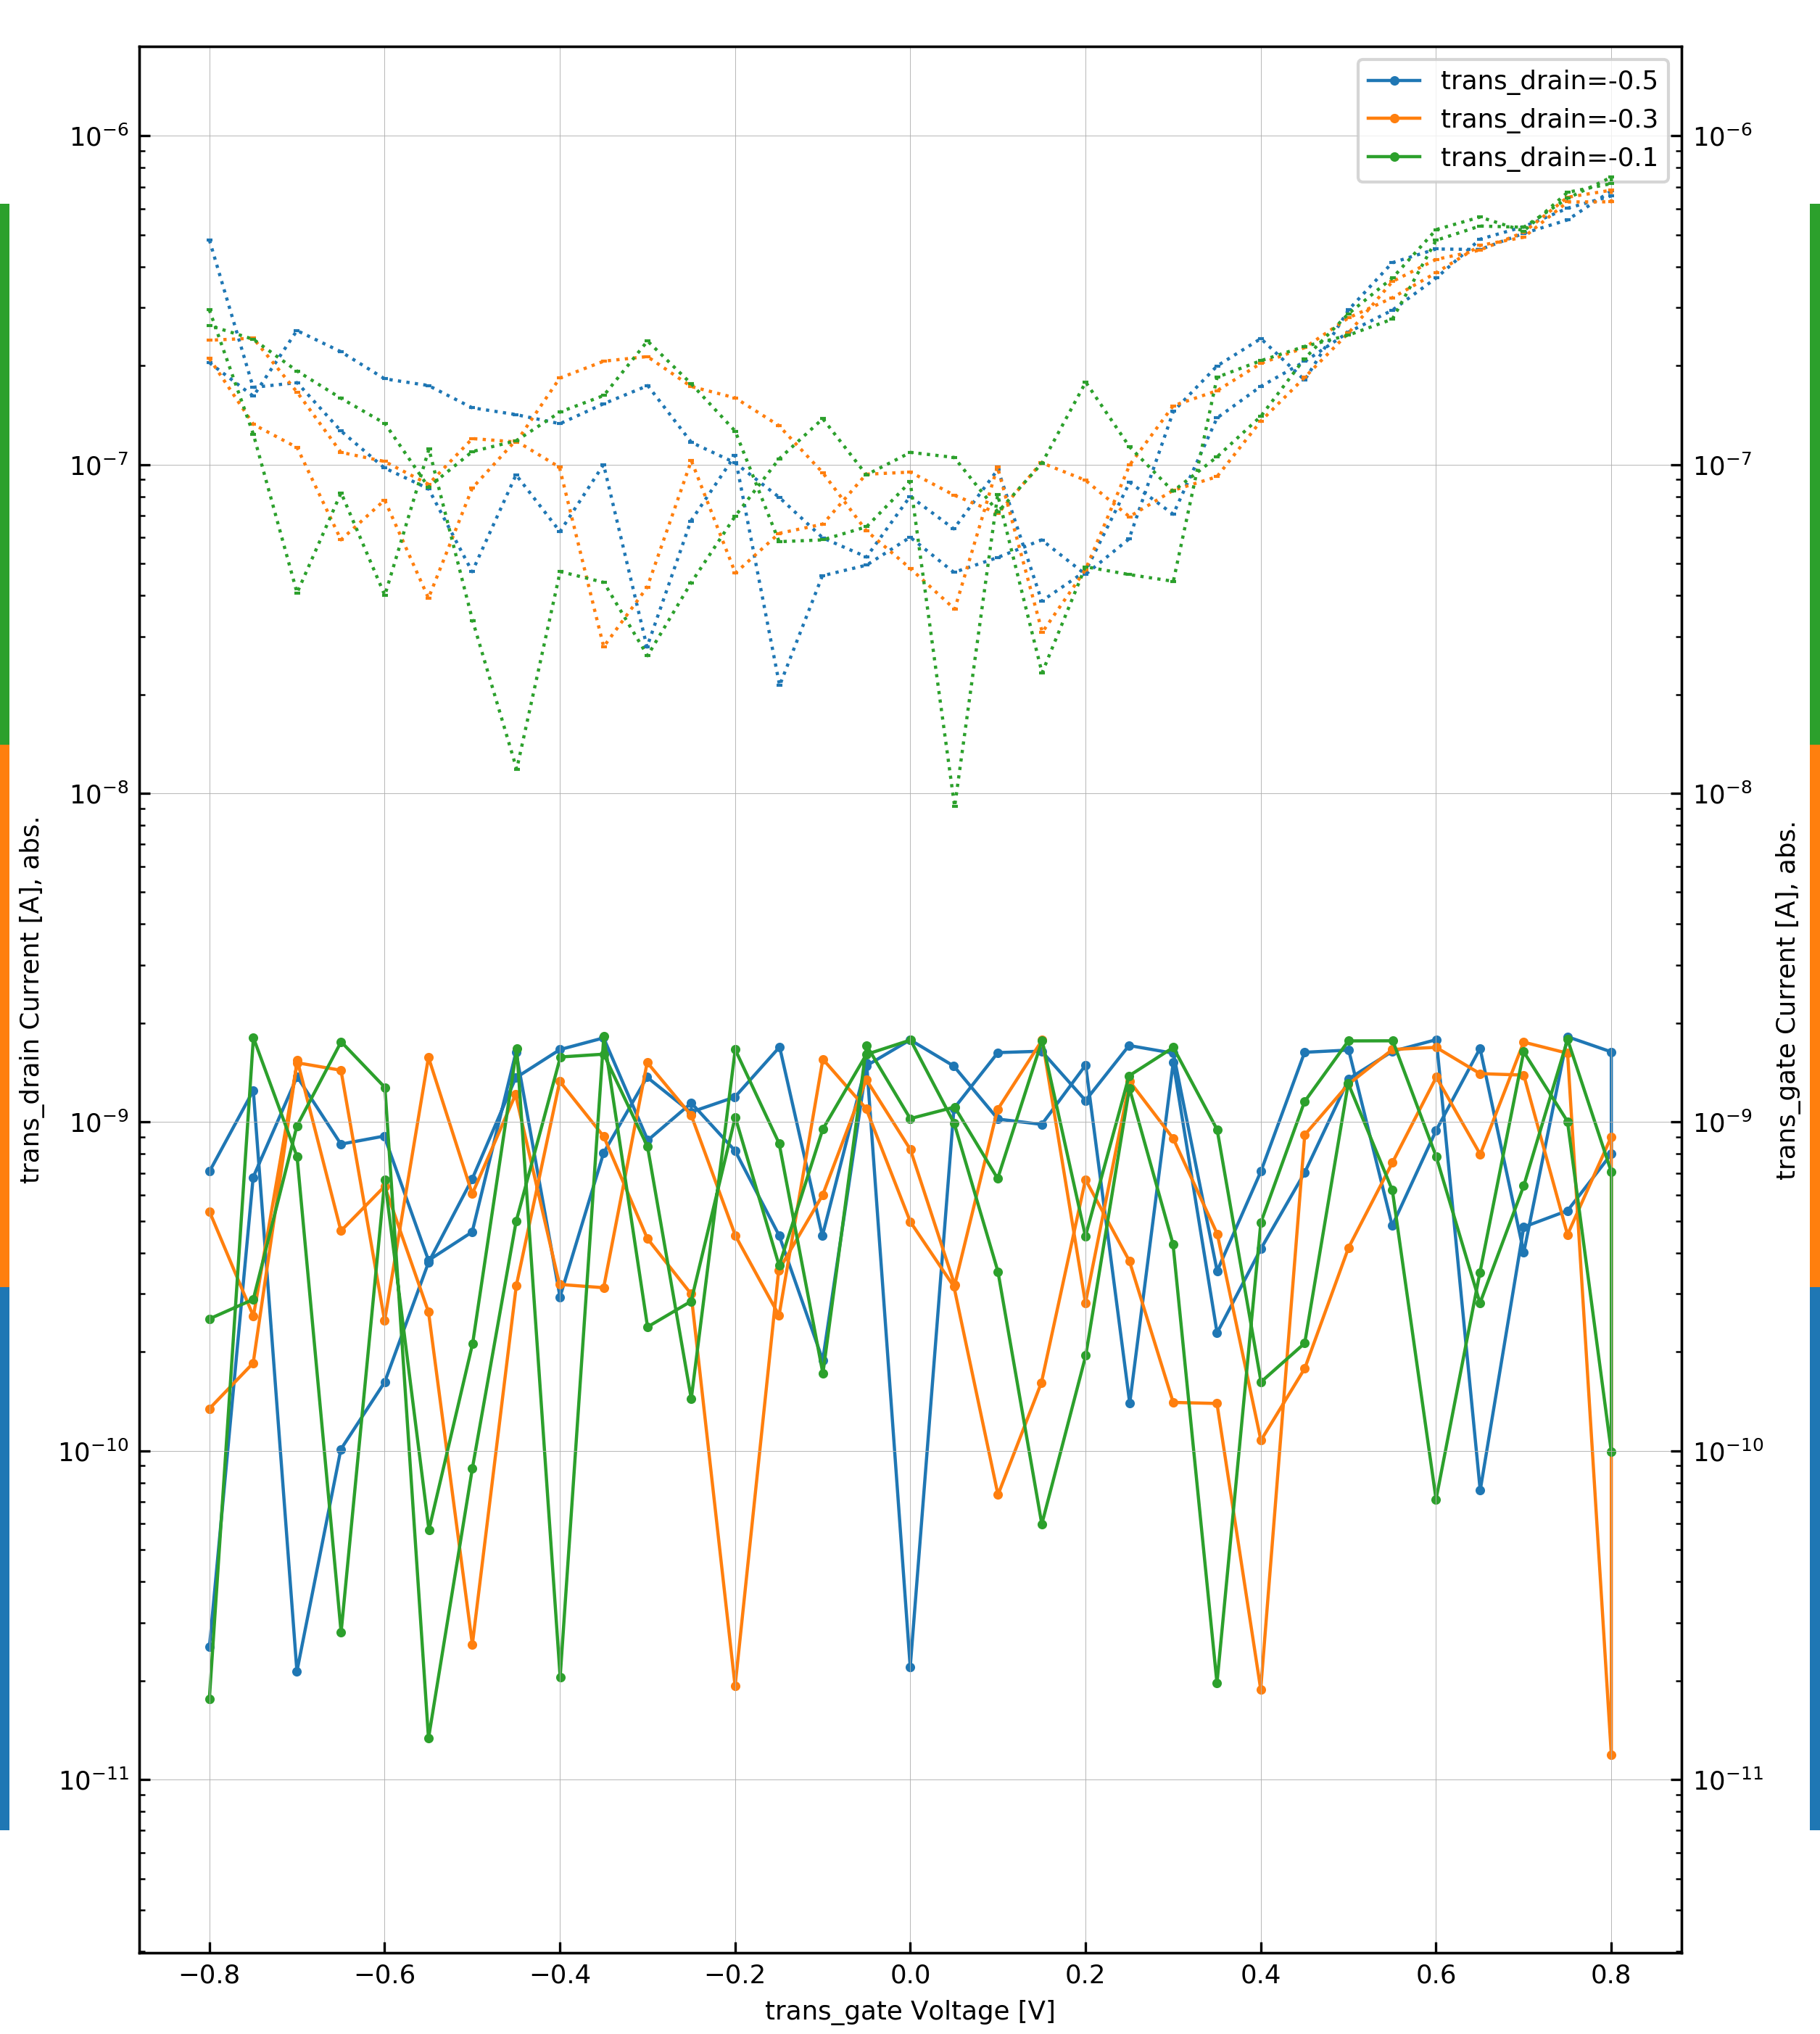 trans_drain=-0.5
trans_drain=-0.3
trans_drain=-0.1
10⁻⁶
10⁻⁷
10⁻⁸
10⁻⁹
10⁻¹⁰
10⁻¹¹
trans_drain Current [A], abs.
10⁻⁶
10⁻⁷
10⁻⁸
10⁻⁹
10⁻¹⁰
10⁻¹¹
trans_gate Current [A], abs.
−0.8 −0.6 −0.4 −0.2 0.0 0.2 0.4 0.6 0.8
trans_gate Voltage [V]